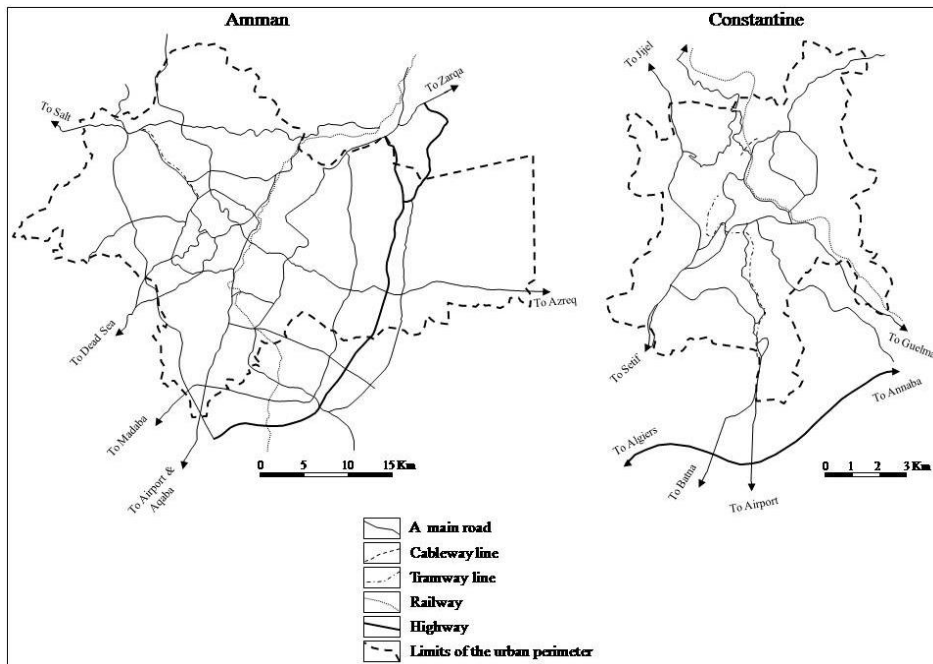 Amman
Constantine
To Salt
To Zarqa
To Azreq
To Dead Sea
To Madaba
To Airport &
Aqaba
0 5 10 15 Km
To Jijel
To Guelma
To Setif
To Annaba
To Algiers
To Batna
To Airport
0 1 2 3 Km
A main road
Cableway line
Tramway line
Railway
Highway
Limits of the urban perimeter